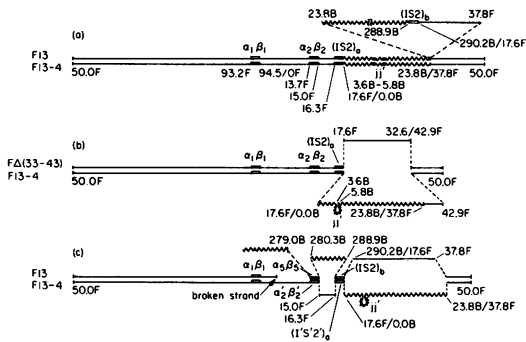 23.8B
(IS2)b
37.8F
288.9B
290.2B/17.6F
(a)
F13
F13-4
α₁β₁
α₂β₂
(IS2)a
jj'
50.0F
93.2F
94.5/0F
13.7F
15.0F
16.3F
17.6F/0.0B
3.6B-5.8B
23.8B/37.8F
50.0F
(b)
17.6F
32.6/42.9F
FΔ(33-43)
F13-4
α₁β₁
α₂β₂
(IS2)a
50.0F
3.6B
5.8B
50.0F
17.6F/0.0B
jj'
23.8B/37.8F
42.9F
(c)
279.0B
280.3B
288.9B
290.2B/17.6F
37.8F
F13
F13-4
α₁β₁
α₅β₅
(IS2)b
50.0F
broken strand
α₂'β₂'
15.0F
16.3F
(I'S'2')a
jj'
17.6F/0.0B
50.0F
23.8B/37.8F